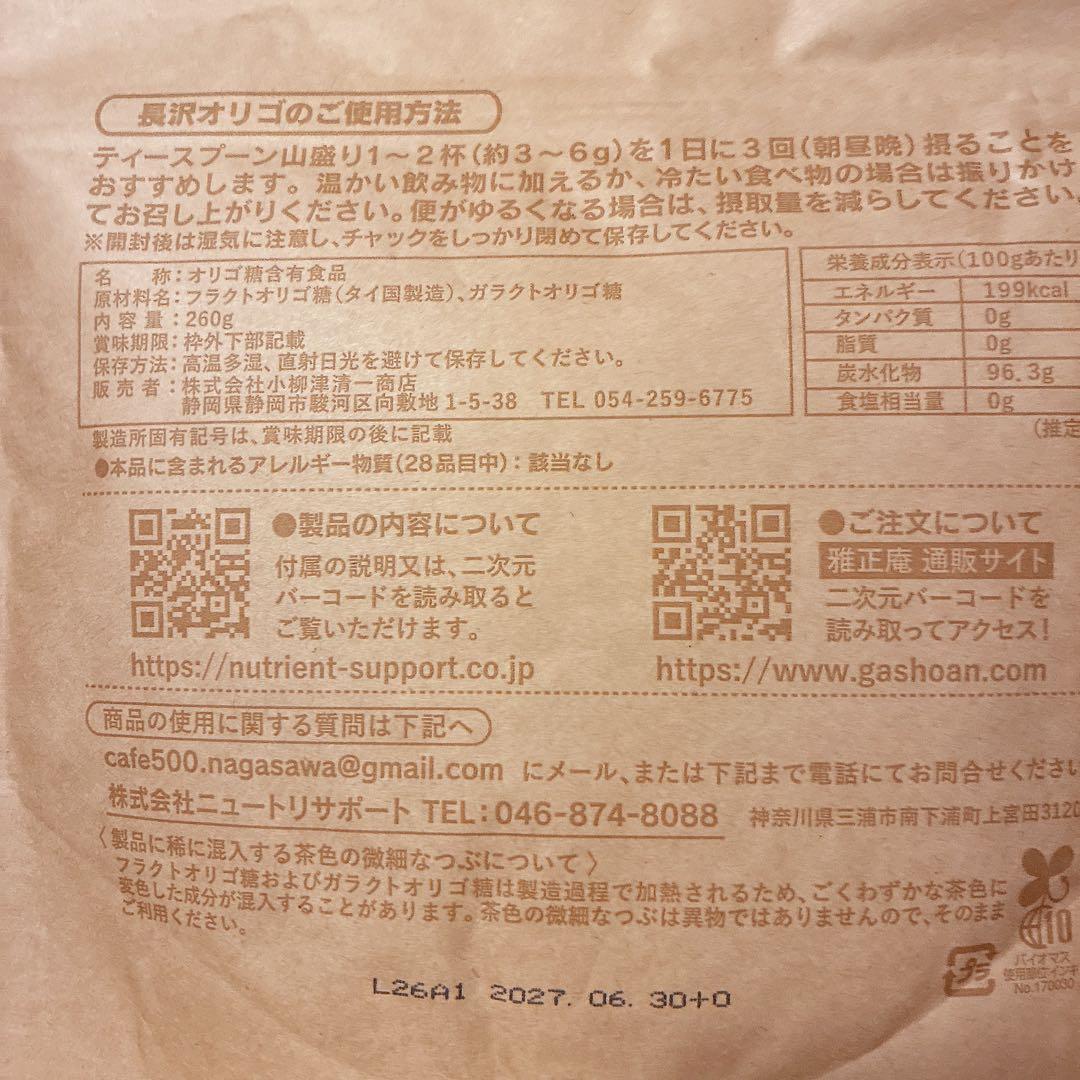 長沢オリゴのご使用方法
ティースプーン山盛り1～2杯(約3～6g)を1日に3回(朝昼晩)摂ることを
おすすめします。温かい飲み物に加えるか、冷たい食べ物の場合は振りかけ
てお召し上がりください。便がゆるくなる場合は、摂取量を減らしてください。
※開封後は湿気に注意し、チャックをしっかり閉めて保存してください。
名　　称：オリゴ糖含有食品
原材料名：フラクトオリゴ糖(タイ国製造)、ガラクトオリゴ糖
内容量：260g
賞味期限：枠外下部記載
保存方法：高温多湿、直射日光を避けて保存してください。
販売者：株式会社小柳津清一商店
静岡県静岡市駿河区向敷地 1-5-38　TEL 054-259-6775
栄養成分表示(100gあたり
エネルギー 199kcal
タンパク質 0g
脂質 0g
炭水化物 96.3g
食塩相当量 0g
(推定
製造所固有記号は、賞味期限の後に記載
●本品に含まれるアレルギー物質(28品目中)：該当なし
●製品の内容について
付属の説明又は、二次元
バーコードを読み取ると
ご覧いただけます。
https://nutrient-support.co.jp
●ご注文について
雅正庵 通販サイト
二次元バーコードを
読み取ってアクセス！
https://www.gashoan.com
商品の使用に関する質問は下記へ
cafe500.nagasawa@gmail.com にメール、または下記まで電話にてお問合せくださ
株式会社ニュートリサポート TEL：046-874-8088　神奈川県三浦市南下浦町上宮田3120
〈製品に稀に混入する茶色の微細なつぶについて〉
フラクトオリゴ糖およびガラクトオリゴ糖は製造過程で加熱されるため、ごくわずかな茶色に
変色した成分が混入することがあります。茶色の微細なつぶは異物ではありませんので、そのまま
ご利用ください。
プラ
10
バイオマス
使用部位インキ
No.170030
L26A1 2027. 06. 30+0